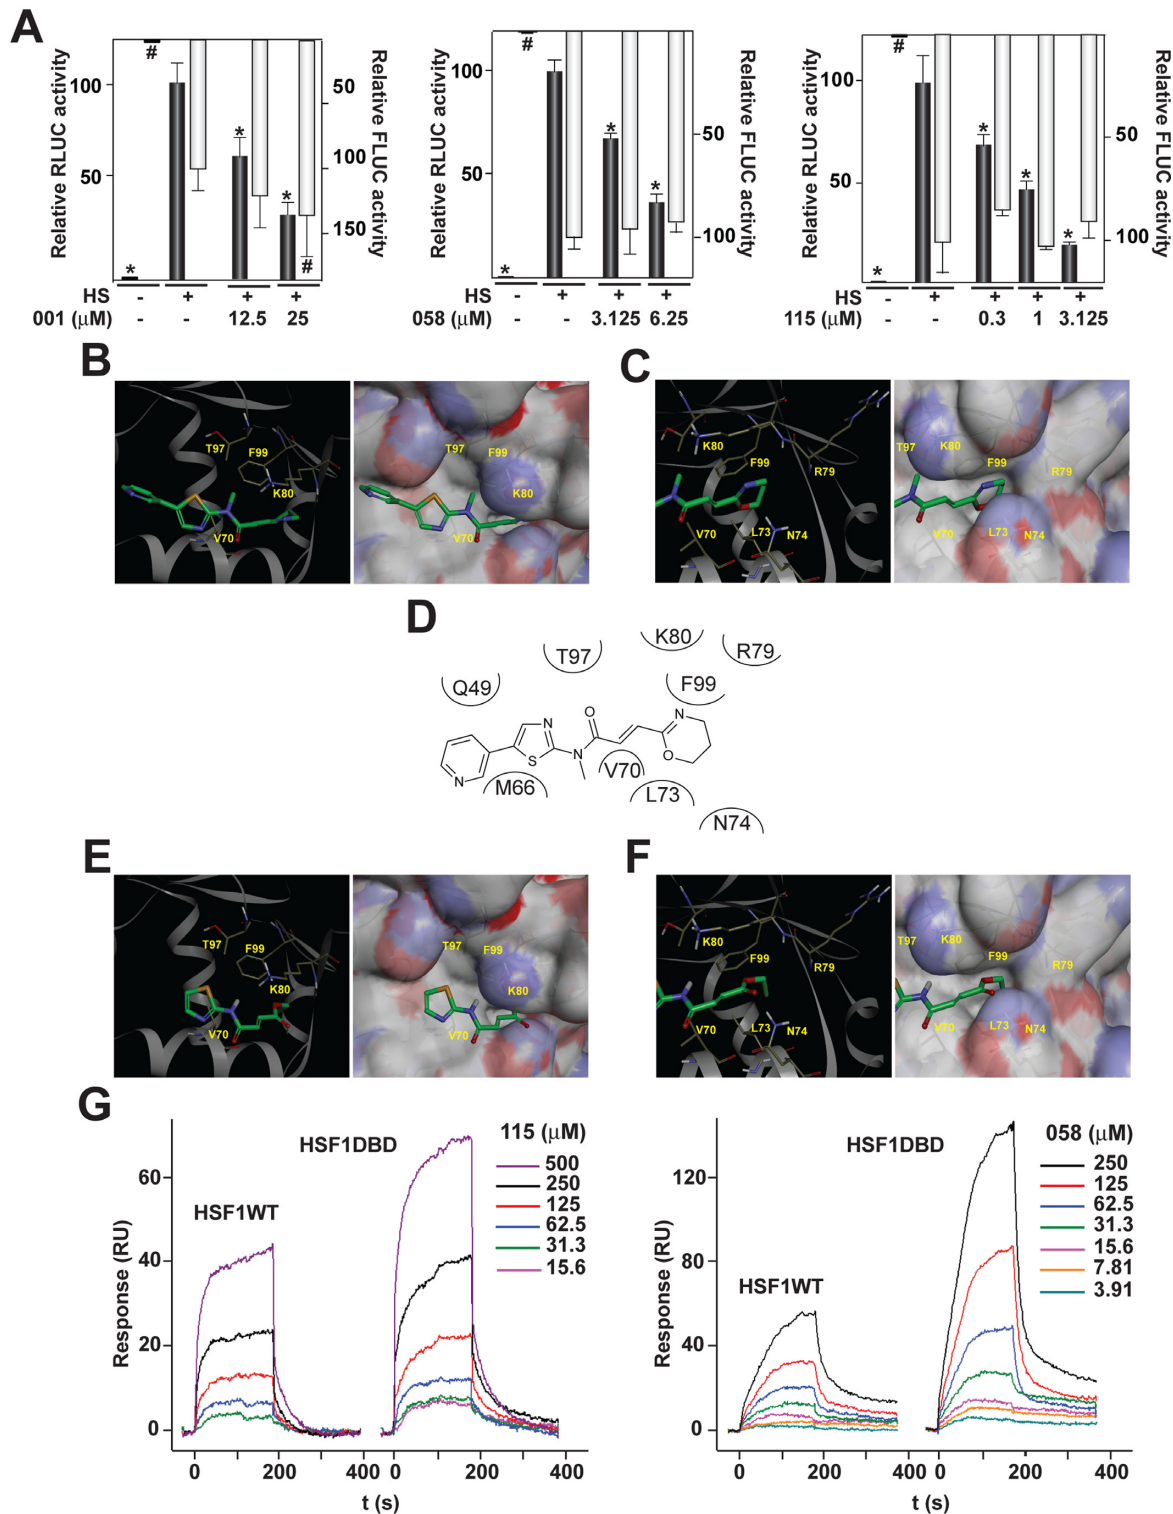 A
Relative RLUC activity
100
50
#
*
*
*
#
50
100
150
Relative FLUC activity
HS - + + +
001 (μM) - - 12.5 25
Relative RLUC activity
100
50
#
*
*
*
50
100
Relative FLUC activity
HS - + + +
058 (μM) - - 3.125 6.25
Relative RLUC activity
100
50
#
*
*
*
*
50
100
Relative FLUC activity
HS - + + + +
115 (μM) - - 0.3 1 3.125
B
T97
F99
K80
V70
T97
F99
K80
V70
C
K80
F99
R79
V70
L73
N74
T97
K80
F99
R79
V70
L73
N74
D
K80
T97
R79
Q49
F99
O
N
N
N
S
O
N
V70
M66
L73
N74
E
T97
F99
K80
V70
T97
F99
K80
V70
F
K80
F99
R79
V70
L73
N74
T97
K80
F99
R79
V70
L73
N74
G
HSF1DBD
HSF1WT
115 (μM)
500
250
125
62.5
31.3
15.6
Response (RU)
60
40
20
0
0 200 400 0 200 400
t (s)
HSF1DBD
HSF1WT
058 (μM)
250
125
62.5
31.3
15.6
7.81
3.91
Response (RU)
120
80
40
0
0 200 400 0 200 400
t (s)